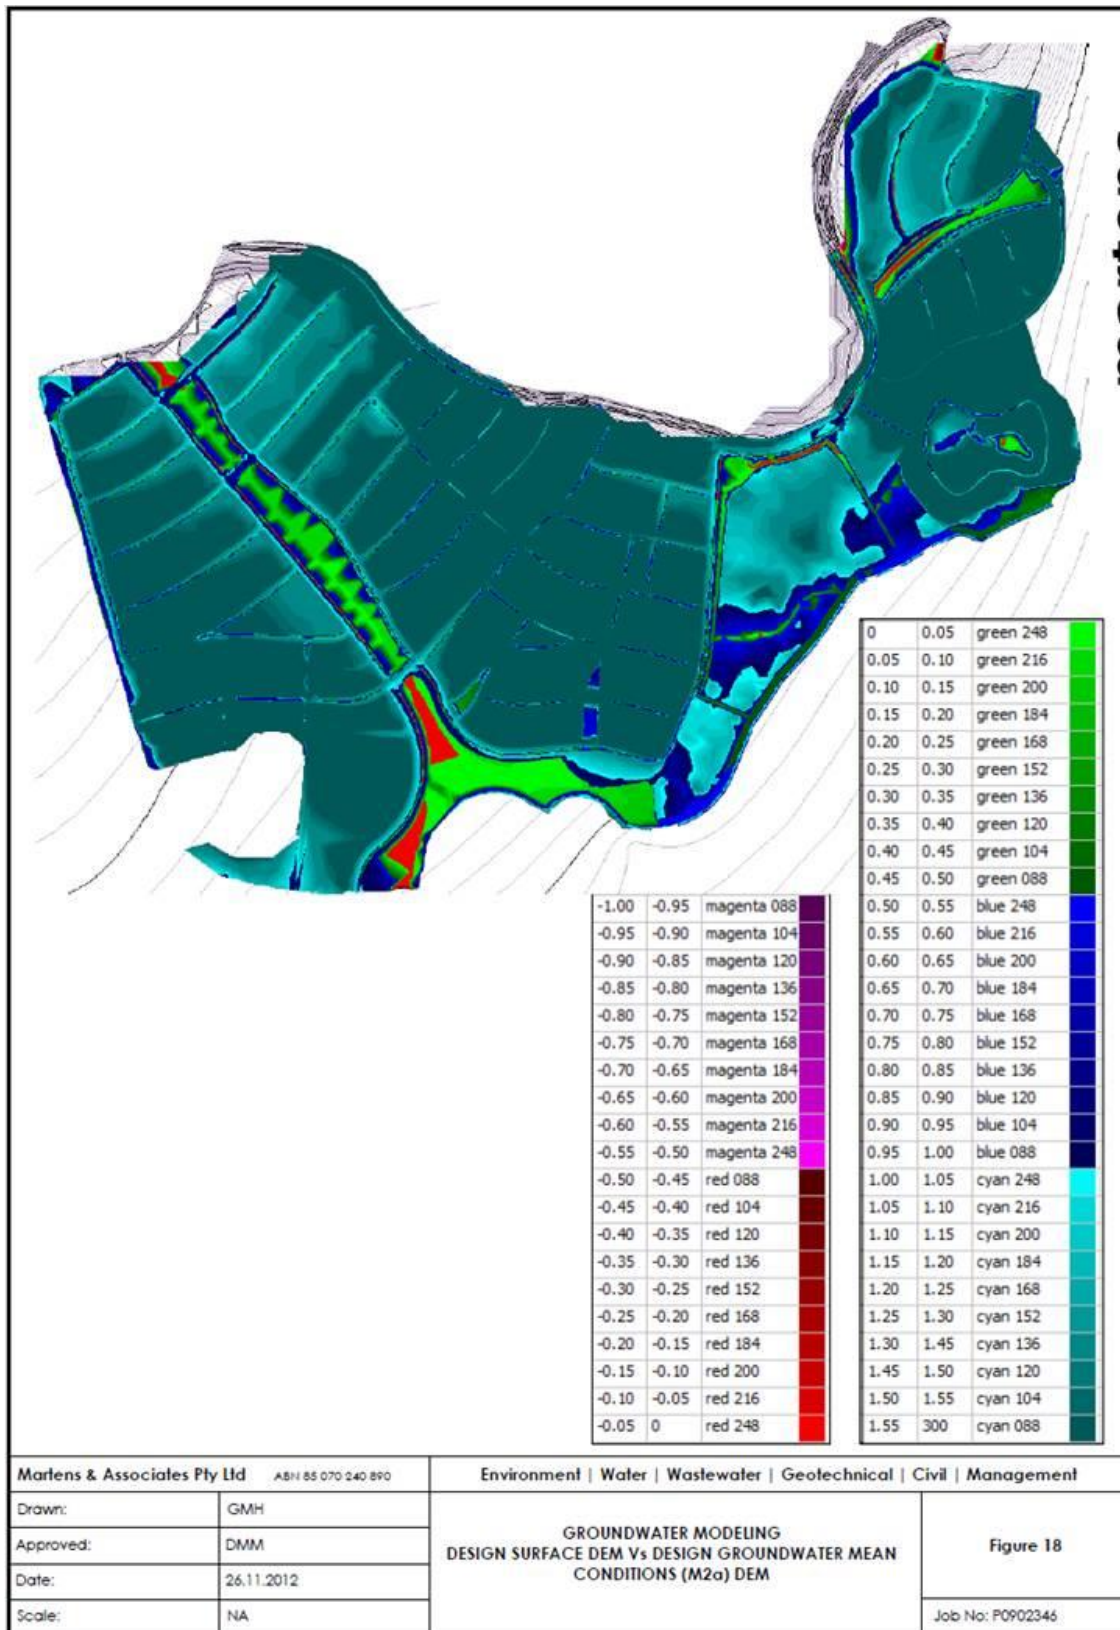 -1.00 -0.95 magenta 088
-0.95 -0.90 magenta 104
-0.90 -0.85 magenta 120
-0.85 -0.80 magenta 136
-0.80 -0.75 magenta 152
-0.75 -0.70 magenta 168
-0.70 -0.65 magenta 184
-0.65 -0.60 magenta 200
-0.60 -0.55 magenta 216
-0.55 -0.50 magenta 248
-0.50 -0.45 red 088
-0.45 -0.40 red 104
-0.40 -0.35 red 120
-0.35 -0.30 red 136
-0.30 -0.25 red 152
-0.25 -0.20 red 168
-0.20 -0.15 red 184
-0.15 -0.10 red 200
-0.10 -0.05 red 216
-0.05 0 red 248
0 0.05 green 248
0.05 0.10 green 216
0.10 0.15 green 200
0.15 0.20 green 184
0.20 0.25 green 168
0.25 0.30 green 152
0.30 0.35 green 136
0.35 0.40 green 120
0.40 0.45 green 104
0.45 0.50 green 088
0.50 0.55 blue 248
0.55 0.60 blue 216
0.60 0.65 blue 200
0.65 0.70 blue 184
0.70 0.75 blue 168
0.75 0.80 blue 152
0.80 0.85 blue 136
0.85 0.90 blue 120
0.90 0.95 blue 104
0.95 1.00 blue 088
1.00 1.05 cyan 248
1.05 1.10 cyan 216
1.10 1.15 cyan 200
1.15 1.20 cyan 184
1.20 1.25 cyan 168
1.25 1.30 cyan 152
1.30 1.45 cyan 136
1.45 1.50 cyan 120
1.50 1.55 cyan 104
1.55 300 cyan 088
Martens & Associates Pty Ltd ABN 85 070 240 890
Environment | Water | Wastewater | Geotechnical | Civil | Management
Drawn: GMH
Approved: DMM
Date: 26.11.2012
Scale: NA
GROUNDWATER MODELING
DESIGN SURFACE DEM Vs DESIGN GROUNDWATER MEAN
CONDITIONS (M2a) DEM
Figure 18
Job No: P0902346